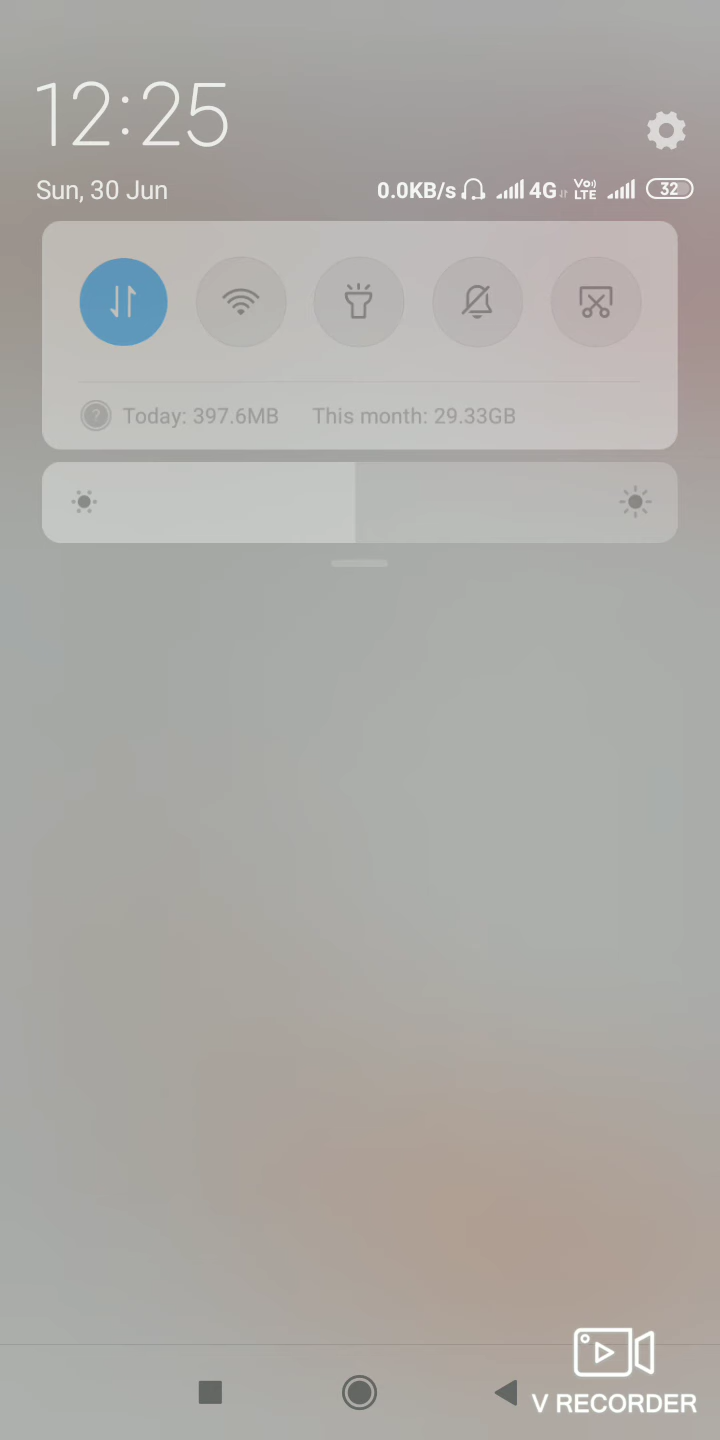 12:25
Sun, 30 Jun 0.0KB/s 4G Vo)) LTE 32
Today: 397.6MB This month: 29.33GB
V RECORDER